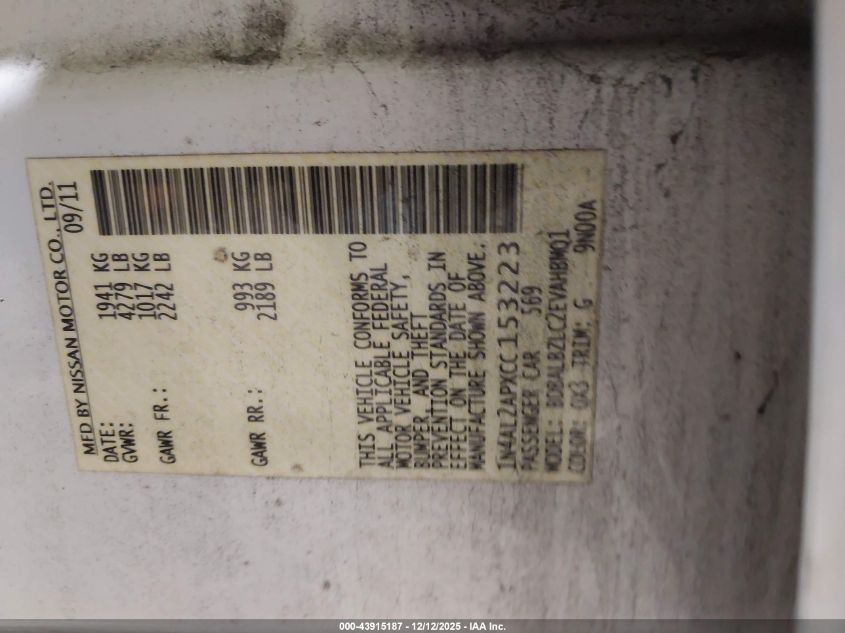 MFD BY NISSAN MOTOR CO., LTD.
DATE: 09/11
GVWR: 1941 KG
4279 LB
GAWR FR.: 1017 KG
2242 LB
GAWR RR.: 993 KG
2189 LB
THIS VEHICLE CONFORMS TO
ALL APPLICABLE FEDERAL
MOTOR VEHICLE SAFETY,
BUMPER, AND THEFT
PREVENTION STANDARDS IN
EFFECT ON THE DATE OF
MANUFACTURE SHOWN ABOVE.
1N4AL2APXCC153223
PASSENGER CAR 569
MODEL: BDRALBZLCZEVAHBMQ1
COLOR: QX3 TRIM: G 9N00A
000-43915187 - 12/12/2025 - IAA Inc.